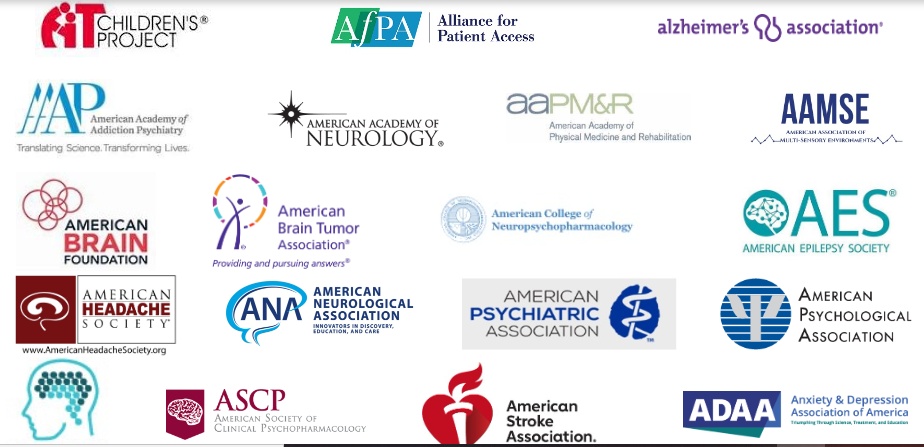 CHILDREN'S®
PROJECT
AfPA
Alliance for
Patient Access
alzheimer's association®
AAP
American Academy of
Addiction Psychiatry
Translating Science. Transforming Lives.
AMERICAN ACADEMY OF
NEUROLOGY®
aaPM&R
American Academy of
Physical Medicine and Rehabilitation
AAMSE
AMERICAN ASSOCIATION OF
MULTI-SENSORY ENVIRONMENTS
AMERICAN
BRAIN
FOUNDATION
American
Brain Tumor
Association®
Providing and pursuing answers®
American College of
Neuropsychopharmacology
AES®
AMERICAN EPILEPSY SOCIETY
AMERICAN
HEADACHE
SOCIETY®
www.AmericanHeadacheSociety.org
ANA
AMERICAN
NEUROLOGICAL
ASSOCIATION
INNOVATORS IN DISCOVERY,
EDUCATION, AND CARE
AMERICAN
PSYCHIATRIC
ASSOCIATION
TM
AMERICAN
PSYCHOLOGICAL
ASSOCIATION
ASCP
AMERICAN SOCIETY OF
CLINICAL PSYCHOPHARMACOLOGY
American
Stroke
Association®
ADAA
Anxiety & Depression
Association of America
Triumphing Through Science, Treatment, and Education